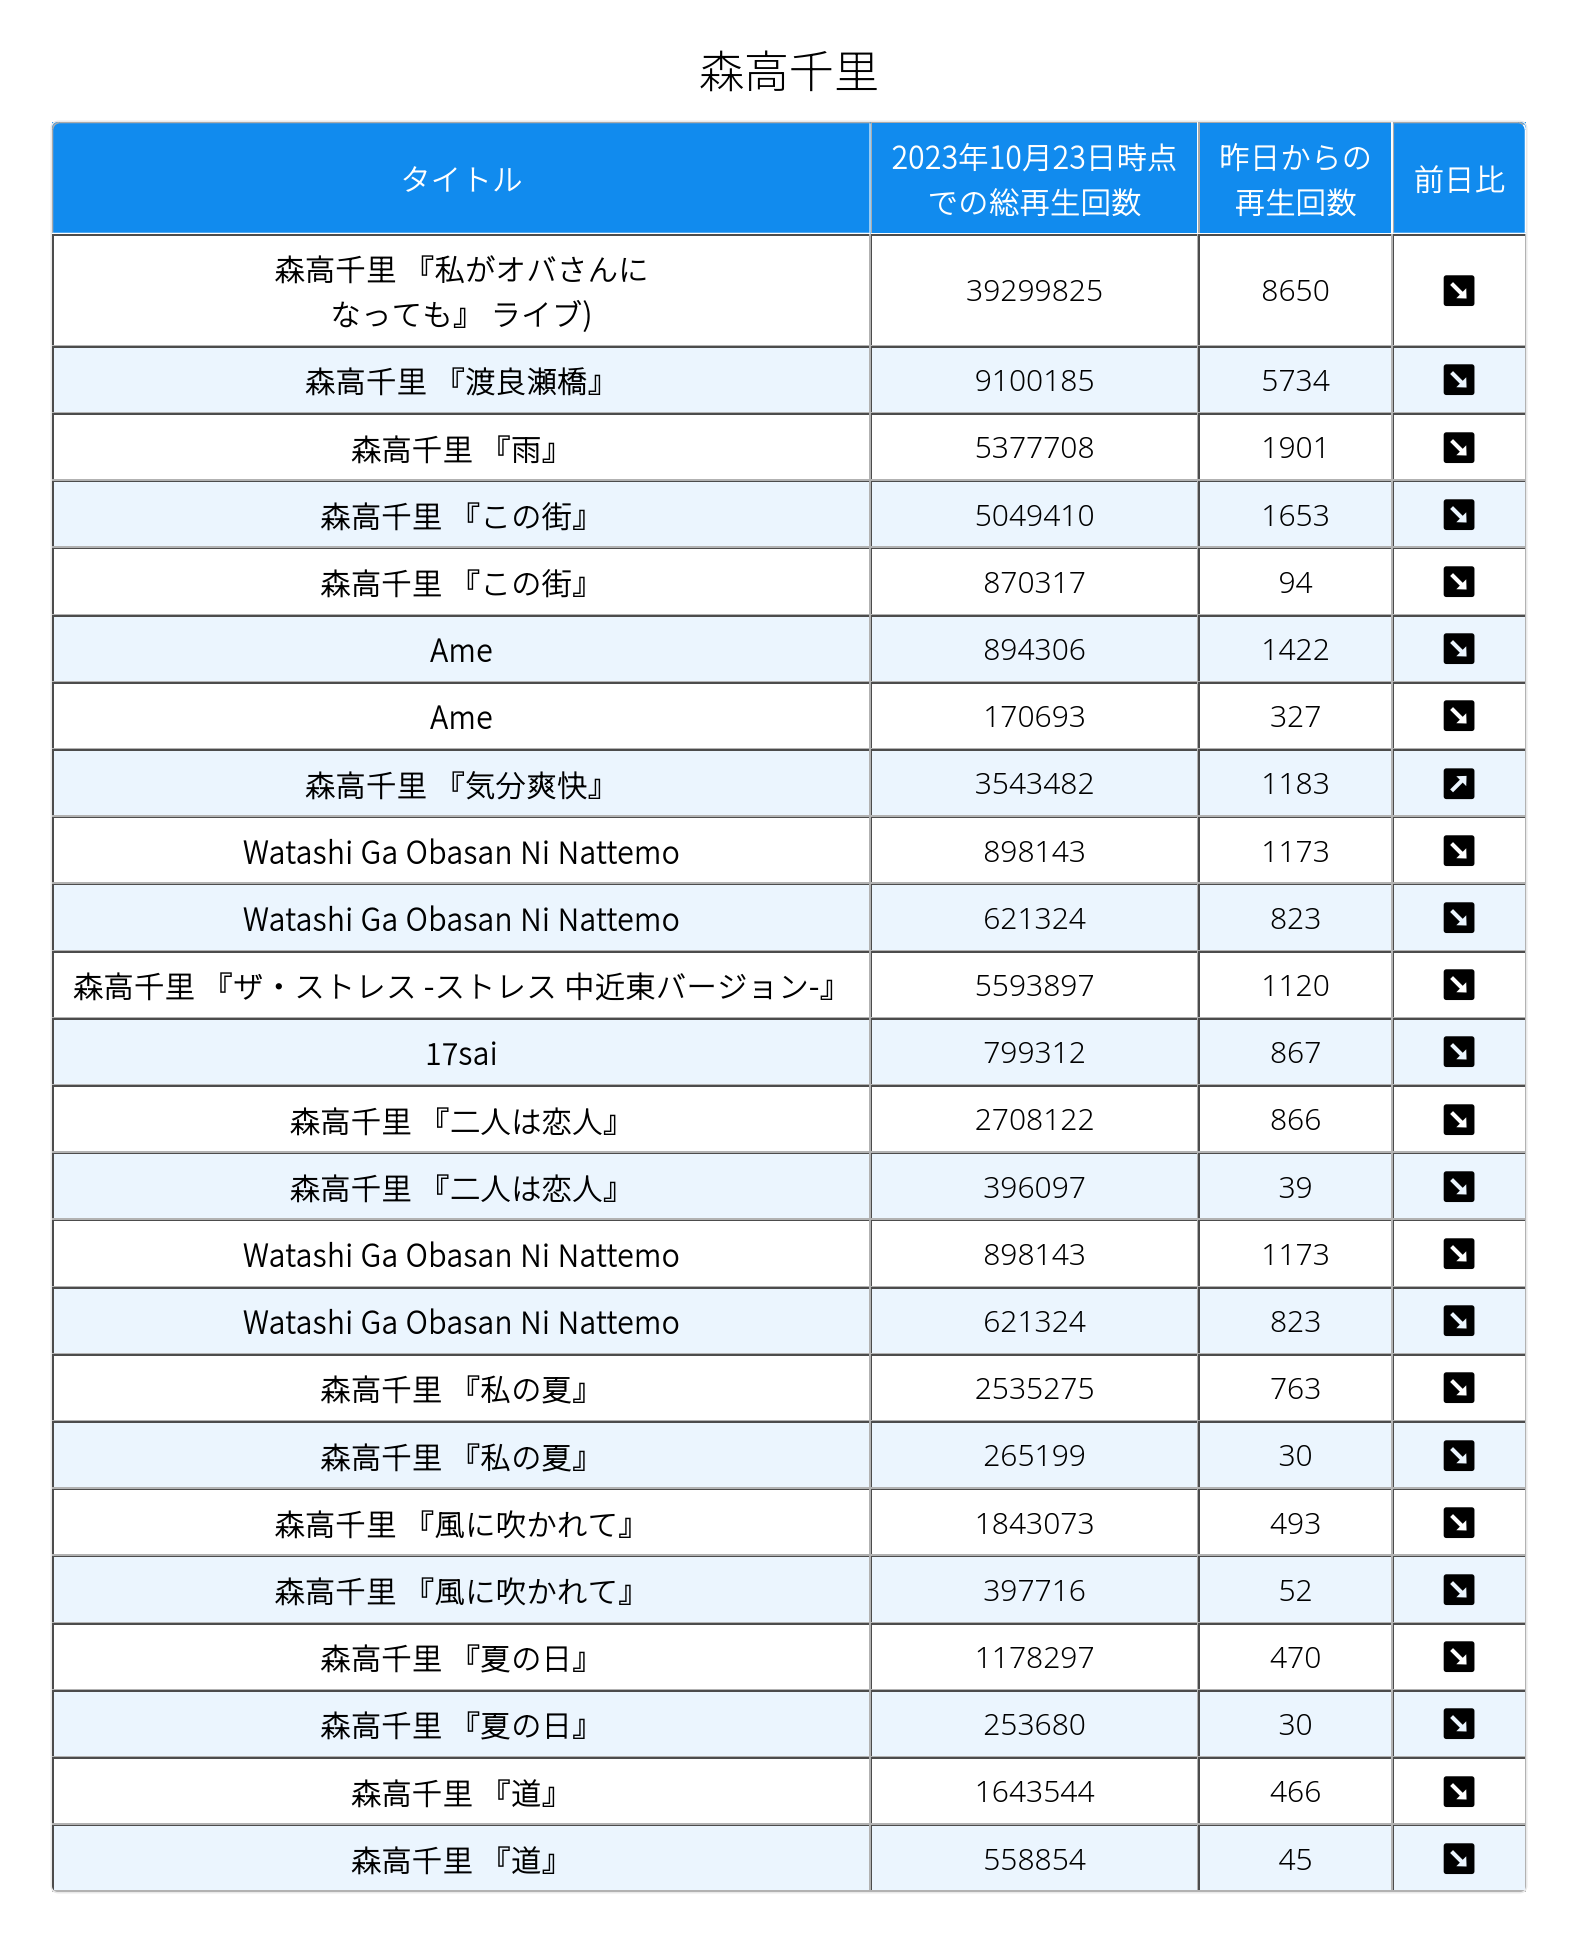 森高千里
タイトル
2023年10月23日時点
での総再生回数
昨日からの
再生回数
前日比
森高千里 『私がオバさんに
なっても』 ライブ)
39299825 8650
森高千里 『渡良瀬橋』 9100185 5734
森高千里 『雨』 5377708 1901
森高千里 『この街』 5049410 1653
森高千里 『この街』 870317 94
Ame 894306 1422
Ame 170693 327
森高千里 『気分爽快』 3543482 1183
Watashi Ga Obasan Ni Nattemo 898143 1173
Watashi Ga Obasan Ni Nattemo 621324 823
森高千里 『ザ・ストレス -ストレス 中近東バージョン-』 5593897 1120
17sai 799312 867
森高千里 『二人は恋人』 2708122 866
森高千里 『二人は恋人』 396097 39
Watashi Ga Obasan Ni Nattemo 898143 1173
Watashi Ga Obasan Ni Nattemo 621324 823
森高千里 『私の夏』 2535275 763
森高千里 『私の夏』 265199 30
森高千里 『風に吹かれて』 1843073 493
森高千里 『風に吹かれて』 397716 52
森高千里 『夏の日』 1178297 470
森高千里 『夏の日』 253680 30
森高千里 『道』 1643544 466
森高千里 『道』 558854 45